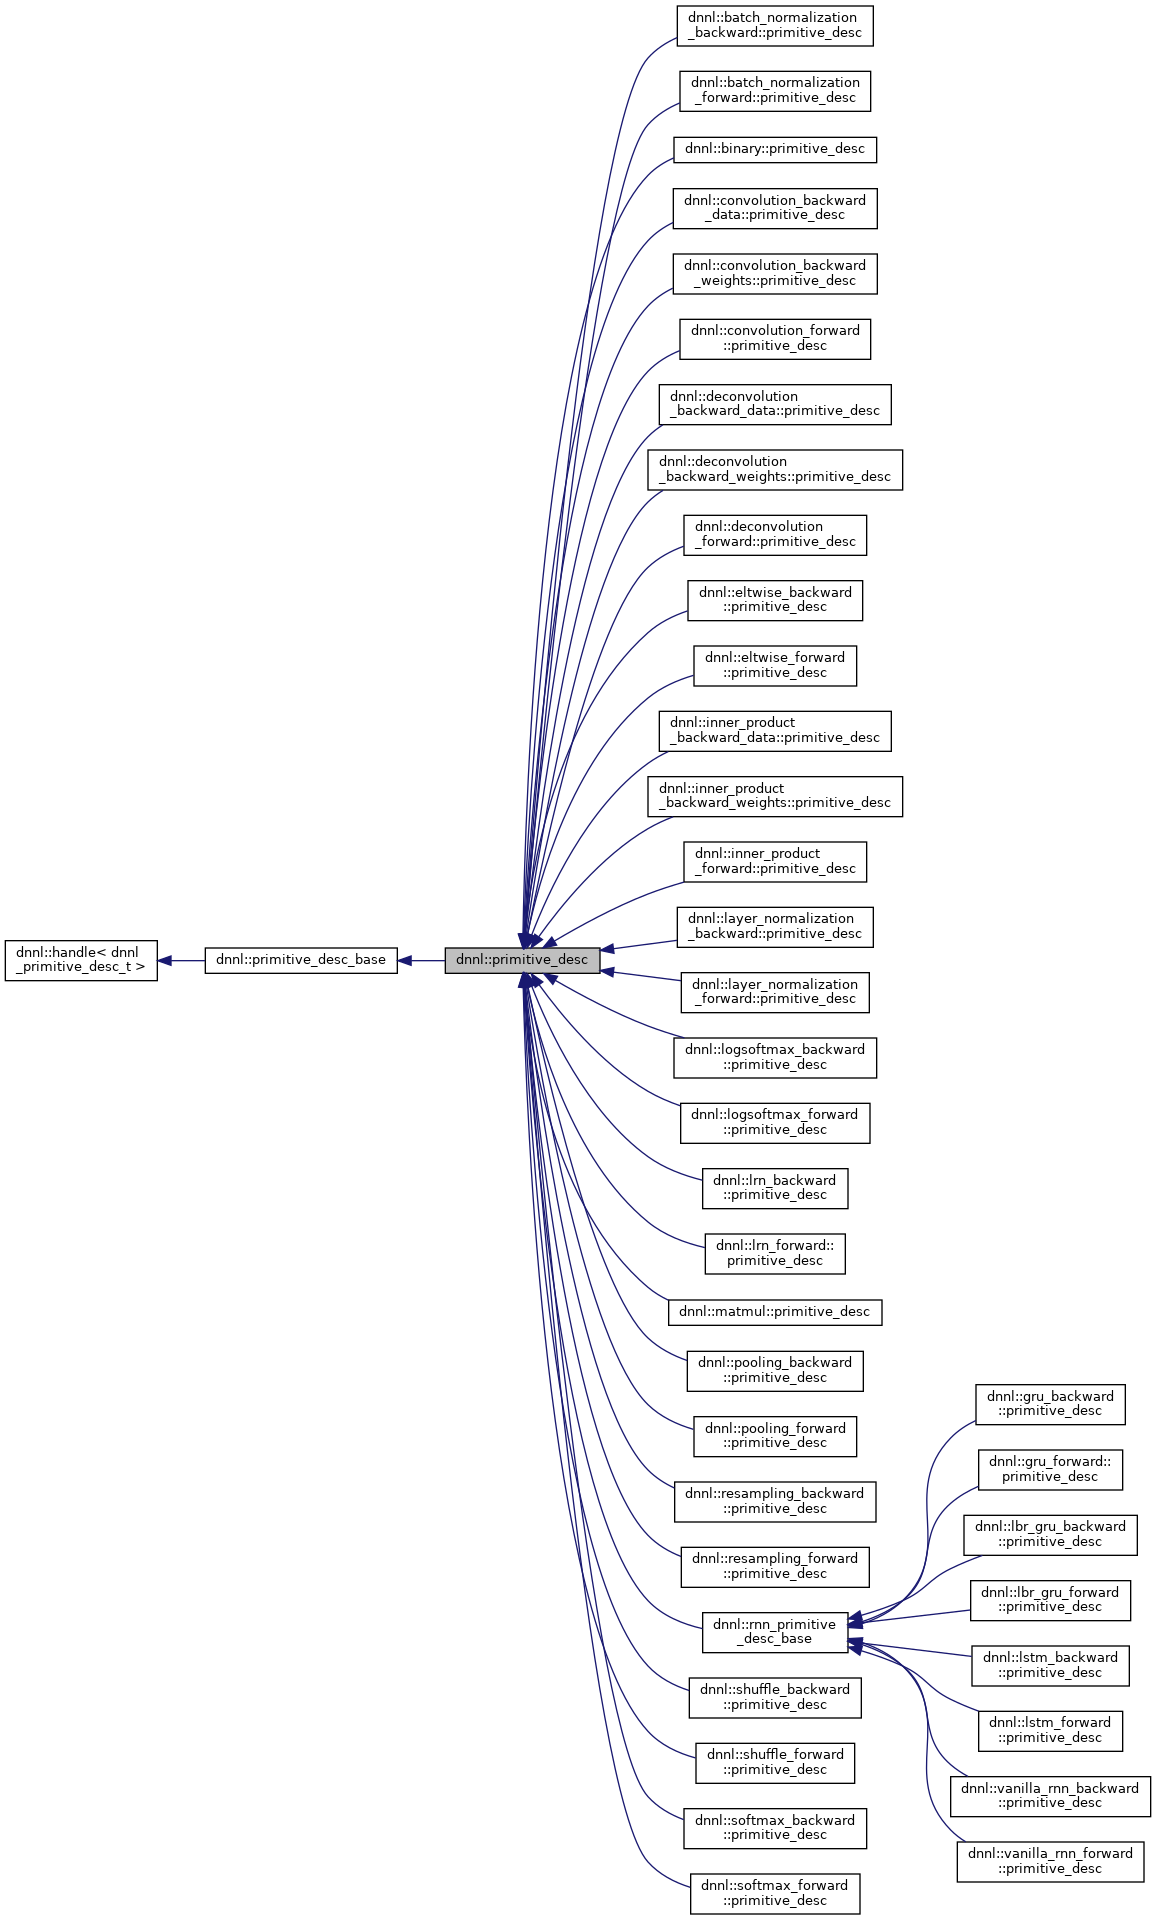 dnnl::handle< dnnl
_primitive_desc_t >
dnnl::primitive_desc_base
dnnl::primitive_desc
dnnl::batch_normalization
_backward::primitive_desc
dnnl::batch_normalization
_forward::primitive_desc
dnnl::binary::primitive_desc
dnnl::convolution_backward
_data::primitive_desc
dnnl::convolution_backward
_weights::primitive_desc
dnnl::convolution_forward
::primitive_desc
dnnl::deconvolution
_backward_data::primitive_desc
dnnl::deconvolution
_backward_weights::primitive_desc
dnnl::deconvolution
_forward::primitive_desc
dnnl::eltwise_backward
::primitive_desc
dnnl::eltwise_forward
::primitive_desc
dnnl::inner_product
_backward_data::primitive_desc
dnnl::inner_product
_backward_weights::primitive_desc
dnnl::inner_product
_forward::primitive_desc
dnnl::layer_normalization
_backward::primitive_desc
dnnl::layer_normalization
_forward::primitive_desc
dnnl::logsoftmax_backward
::primitive_desc
dnnl::logsoftmax_forward
::primitive_desc
dnnl::lrn_backward
::primitive_desc
dnnl::lrn_forward::
primitive_desc
dnnl::matmul::primitive_desc
dnnl::pooling_backward
::primitive_desc
dnnl::pooling_forward
::primitive_desc
dnnl::resampling_backward
::primitive_desc
dnnl::resampling_forward
::primitive_desc
dnnl::rnn_primitive
_desc_base
dnnl::shuffle_backward
::primitive_desc
dnnl::shuffle_forward
::primitive_desc
dnnl::softmax_backward
::primitive_desc
dnnl::softmax_forward
::primitive_desc
dnnl::gru_backward
::primitive_desc
dnnl::gru_forward::
primitive_desc
dnnl::lbr_gru_backward
::primitive_desc
dnnl::lbr_gru_forward
::primitive_desc
dnnl::lstm_backward
::primitive_desc
dnnl::lstm_forward
::primitive_desc
dnnl::vanilla_rnn_backward
::primitive_desc
dnnl::vanilla_rnn_forward
::primitive_desc